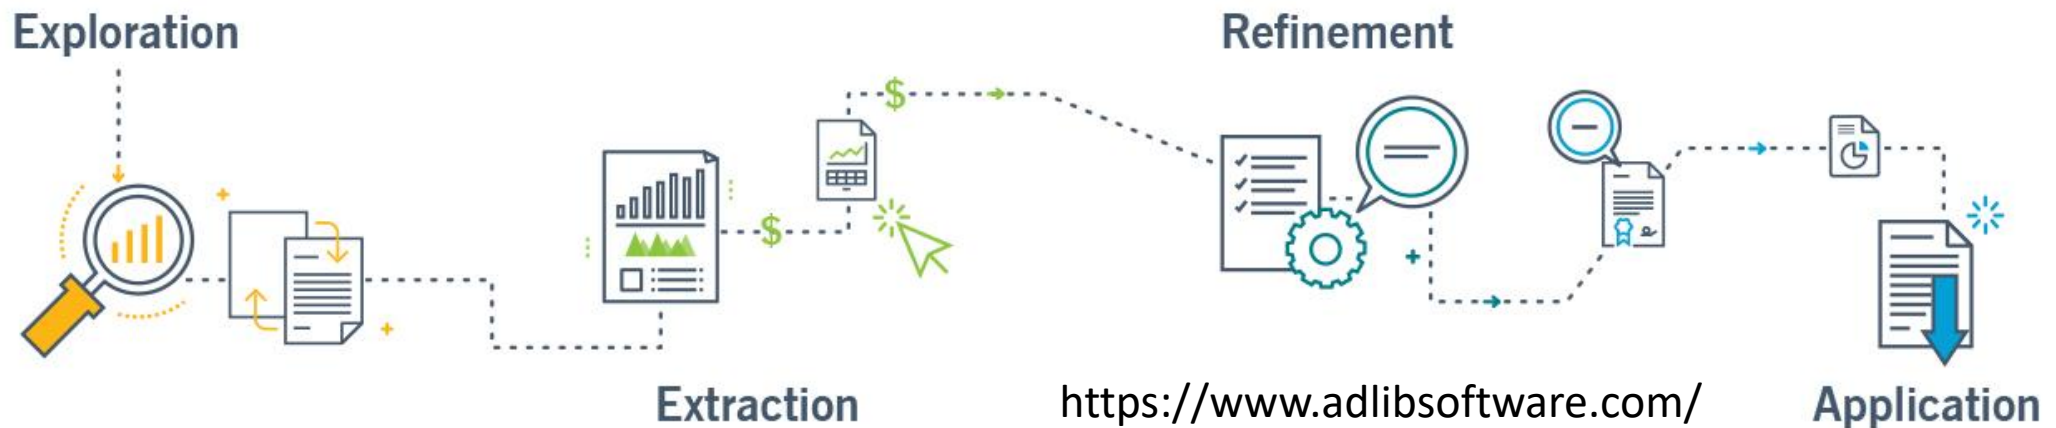 Exploration
Refinement
$
$
Extraction
https://www.adlibsoftware.com/
Application